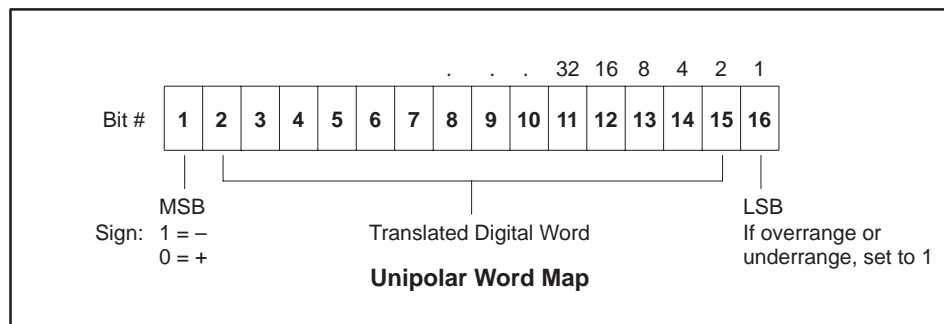 . . . 32 16 8 4 2 1
Bit # 1 2 3 4 5 6 7 8 9 10 11 12 13 14 15 16
MSB
Sign: 1 = –
0 = +
Translated Digital Word
LSB
If overrange or
underrange, set to 1
Unipolar Word Map